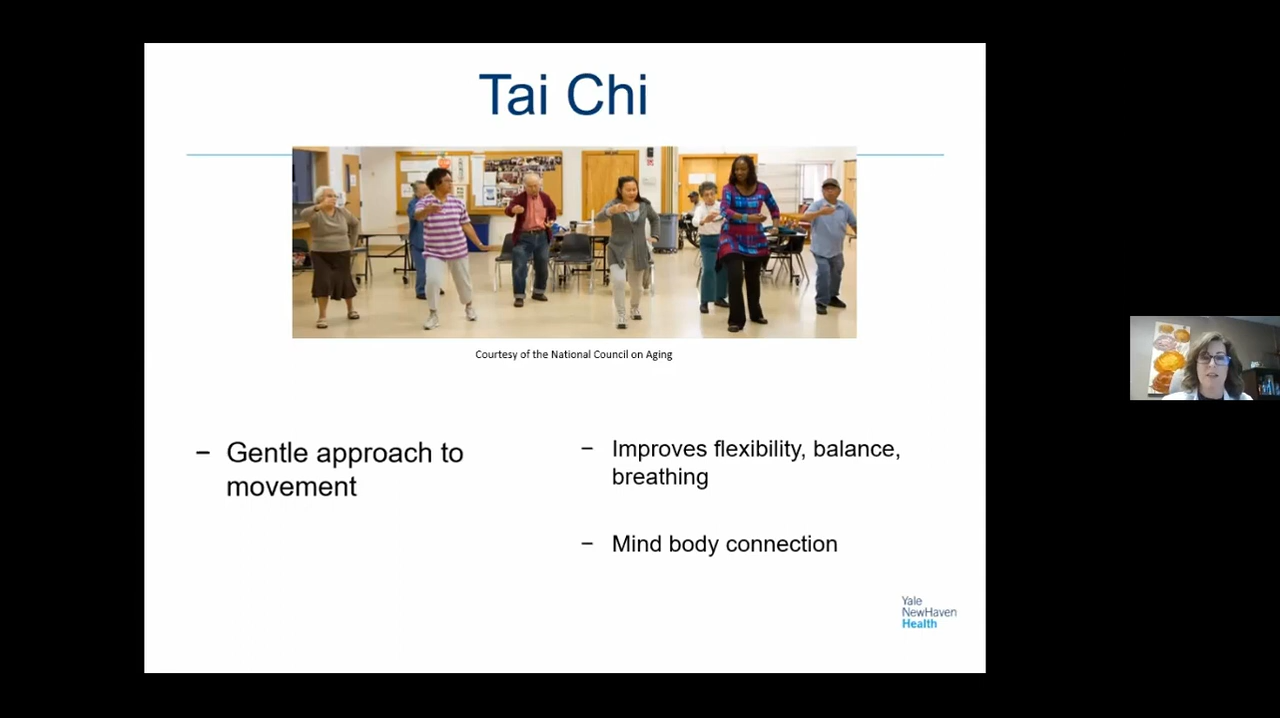 Tai Chi
Courtesy of the National Council on Aging
− Gentle approach to
movement
− Improves flexibility, balance,
breathing
− Mind body connection
Yale
NewHaven
Health